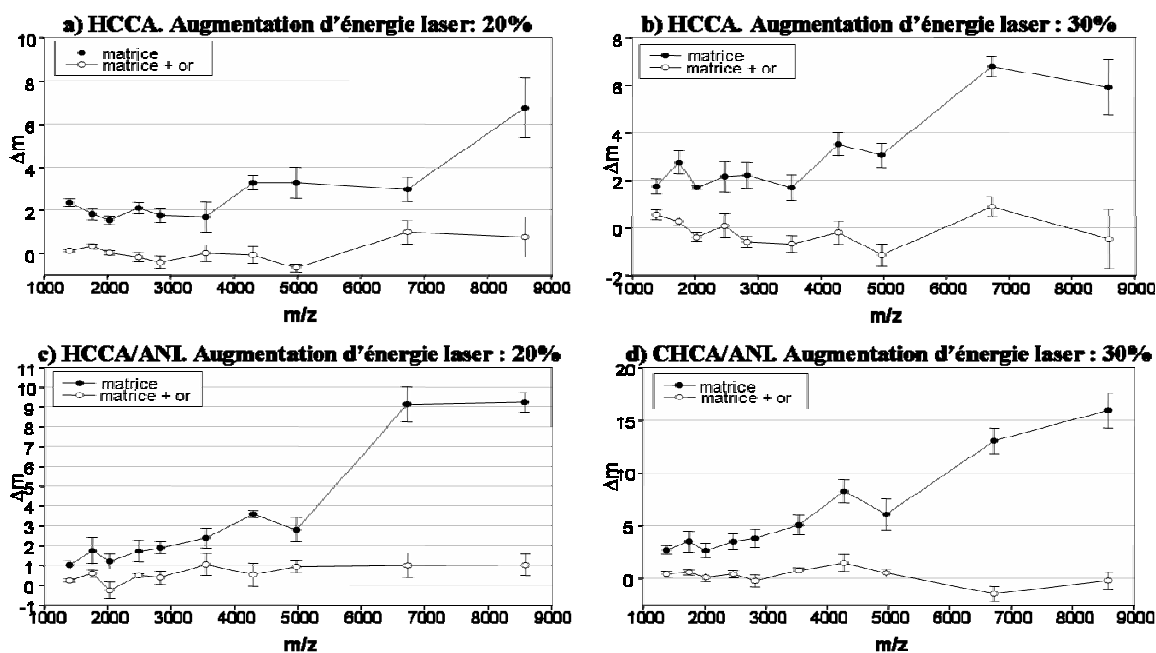 a) HCCA. Augmentation d'énergie laser: 20%
10
8
6
4
2
0
Δm
matrice
matrice + or
1000 2000 3000 4000 5000 6000 7000 8000 9000
m/z
b) HCCA. Augmentation d'énergie laser : 30%
8
6
4
2
0
-2
Δm
matrice
matrice + or
1000 2000 3000 4000 5000 6000 7000 8000 9000
m/z
c) HCCA/ANI. Augmentation d'énergie laser : 20%
11
10
9
8
7
6
5
4
3
2
1
0
-1
Δm
matrice
matrice + or
1000 2000 3000 4000 5000 6000 7000 8000 9000
m/z
d) CHCA/ANI. Augmentation d'énergie laser : 30%
20
15
10
5
0
Δm
matrice
matrice + or
1000 2000 3000 4000 5000 6000 7000 8000 9000
m/z